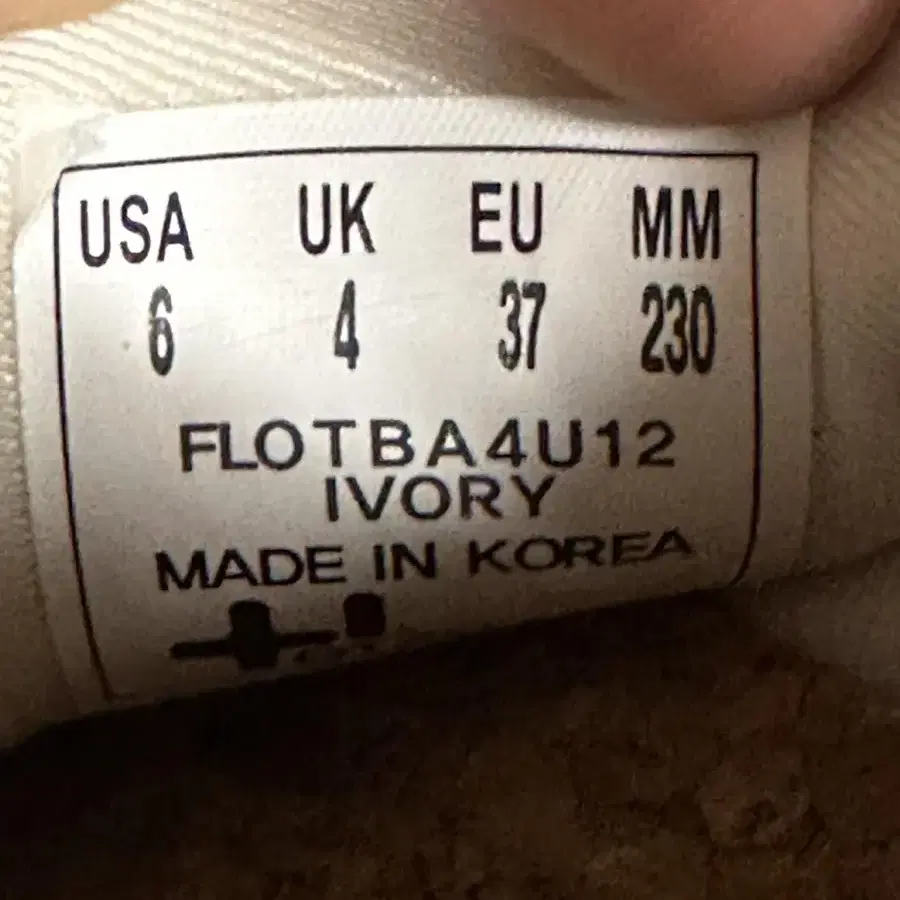 USA UK EU MM
6 4 37 230
FLOTBA4U12
IVORY
MADE IN KOREA